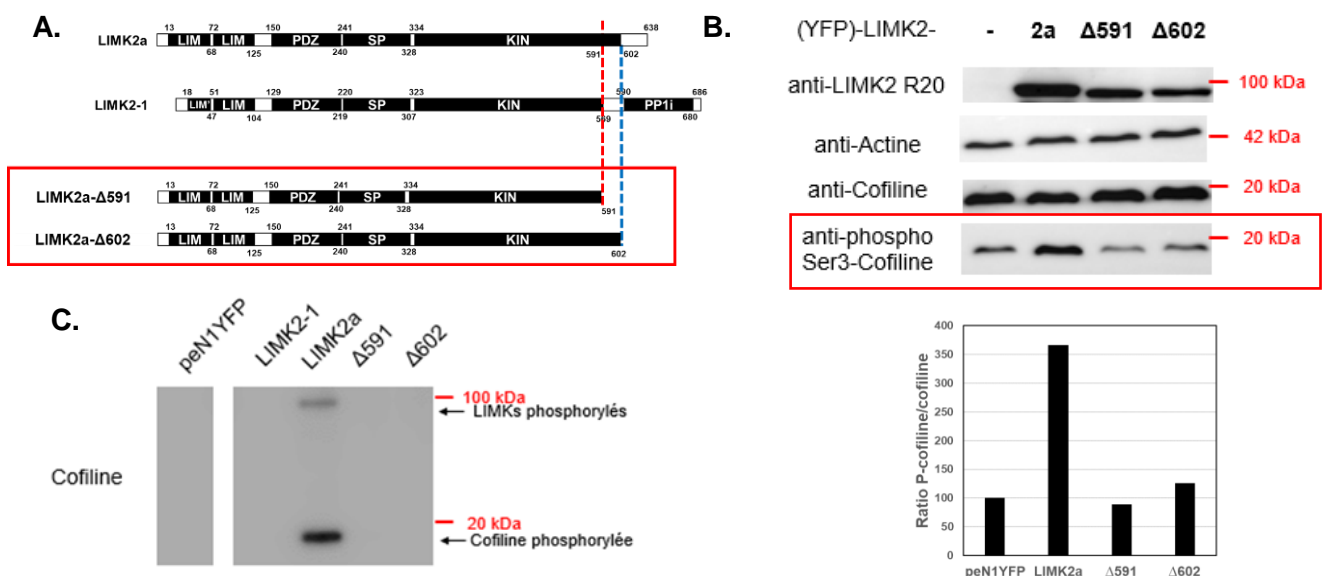 A.
13 72 150 241 334 638
LIMK2a LIM LIM PDZ SP KIN
68 125 240 328 591 602
18 51 129 220 323 590 686
LIMK2-1 LIM' LIM PDZ SP KIN PP1i
47 104 219 307 569 680
13 72 150 241 334
LIMK2a-Δ591 LIM LIM PDZ SP KIN
68 125 240 328 591
13 72 150 241 334
LIMK2a-Δ602 LIM LIM PDZ SP KIN
68 125 240 328 602
B.
(YFP)-LIMK2- - 2a Δ591 Δ602
anti-LIMK2 R20 100 kDa
anti-Actine 42 kDa
anti-Cofiline 20 kDa
anti-phospho
Ser3-Cofiline
20 kDa
Ratio P-cofiline/cofiline
400
350
300
250
200
150
100
50
0
peN1YFP LIMK2a Δ591 Δ602
C.
peN1YFP LIMK2-1 LIMK2a Δ591 Δ602
100 kDa
LIMKs phosphorylés
Cofiline
20 kDa
Cofiline phosphorylée